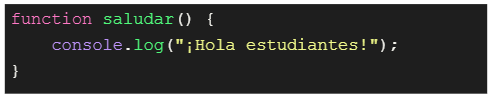 function saludar() {
    console.log("¡Hola estudiantes!");
}